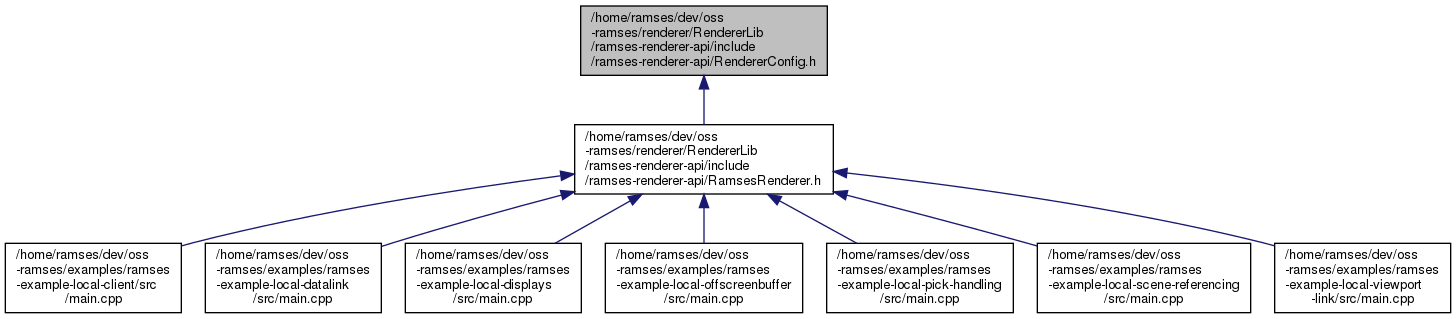 /home/ramses/dev/oss
-ramses/renderer/RendererLib
/ramses-renderer-api/include
/ramses-renderer-api/RendererConfig.h
/home/ramses/dev/oss
-ramses/renderer/RendererLib
/ramses-renderer-api/include
/ramses-renderer-api/RamsesRenderer.h
/home/ramses/dev/oss
-ramses/examples/ramses
-example-local-client/src
/main.cpp
/home/ramses/dev/oss
-ramses/examples/ramses
-example-local-datalink
/src/main.cpp
/home/ramses/dev/oss
-ramses/examples/ramses
-example-local-displays
/src/main.cpp
/home/ramses/dev/oss
-ramses/examples/ramses
-example-local-offscreenbuffer
/src/main.cpp
/home/ramses/dev/oss
-ramses/examples/ramses
-example-local-pick-handling
/src/main.cpp
/home/ramses/dev/oss
-ramses/examples/ramses
-example-local-scene-referencing
/src/main.cpp
/home/ramses/dev/oss
-ramses/examples/ramses
-example-local-viewport
-link/src/main.cpp